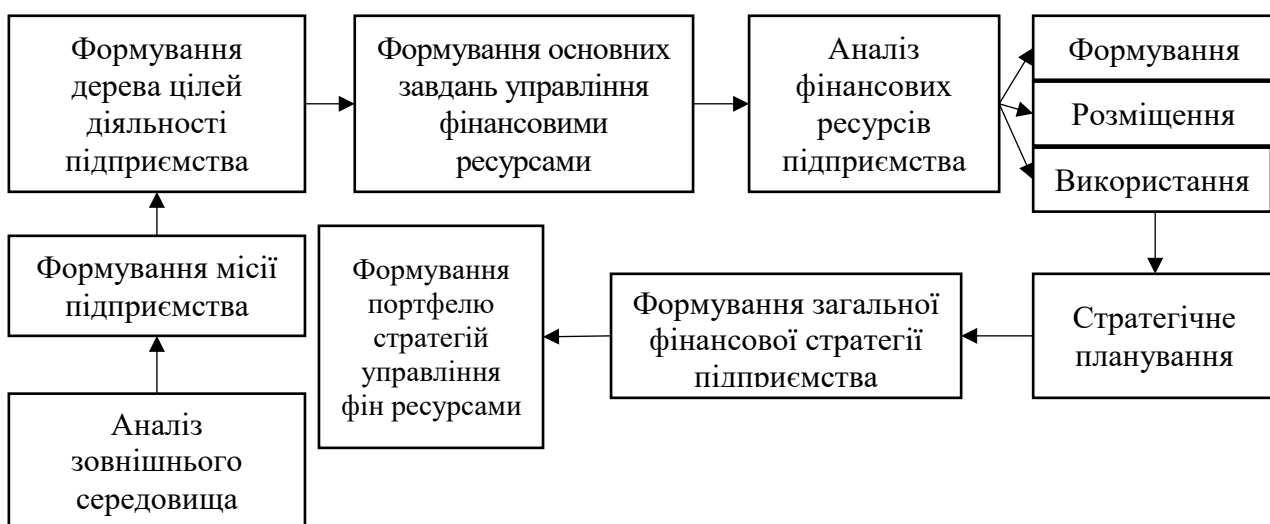 Формування
дерева цілей
діяльності
підприємства
Формування основних
завдань управління
фінансовими
ресурсами
Аналіз
фінансових
ресурсів
підприємства
Формування
Розміщення
Використання
Формування місії
підприємства
Формування
портфелю
стратегій
управління
фін ресурсами
Формування загальної
фінансової стратегії
підприємства
Стратегічне
планування
Аналіз
зовнішнього
середовища